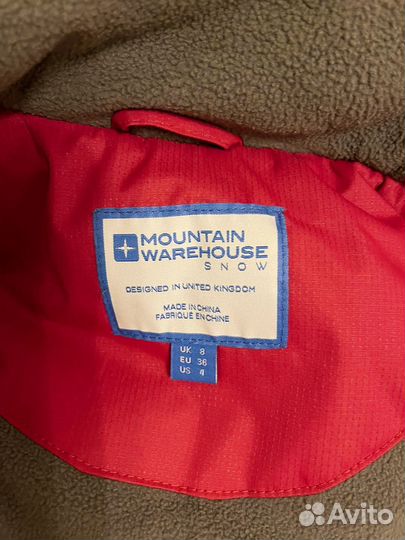 MOUNTAIN
WAREHOUSE
SNOW
DESIGNED IN UNITED KINGDOM
MADE IN CHINA
FABRIQUÉ EN CHINE
UK 8
EU 36
US 4
Avito